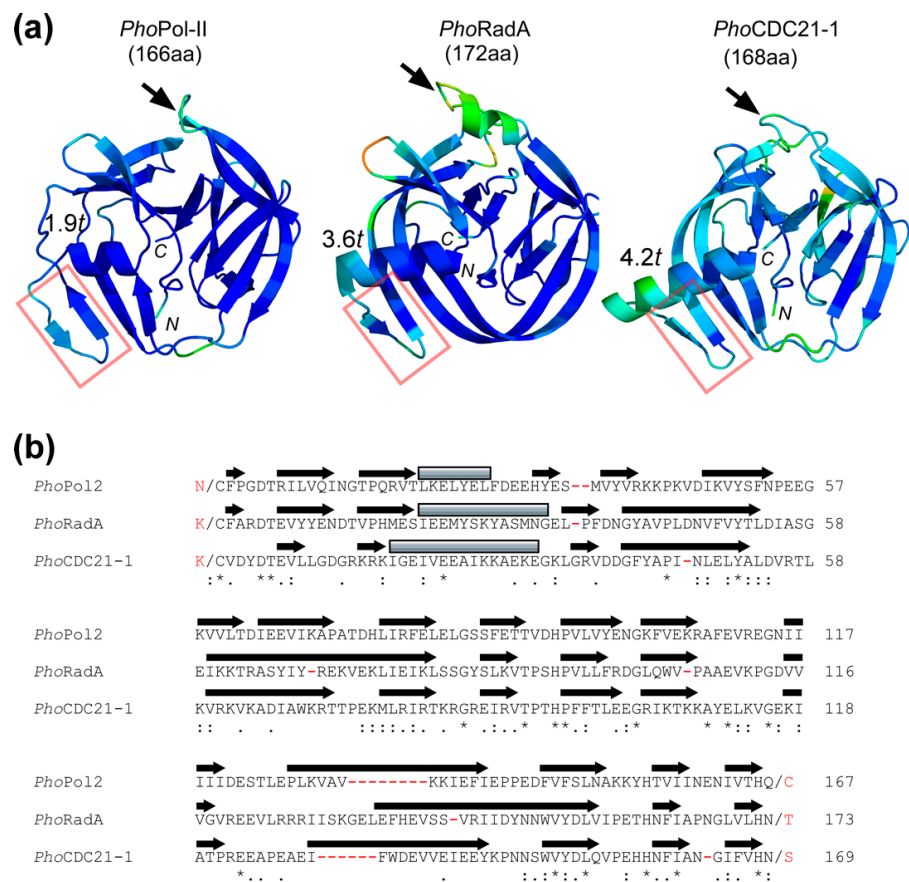 (a)
PhoPol-II
(166aa)
PhoRadA
(172aa)
PhoCDC21-1
(168aa)
1.9t
C
N
3.6t
C
N
4.2t
C
N
(b)
PhoPol2 N/CFPGDTRILVQINGTPQRVTLKELYELFDEEHYES--MVYVRKKPKVDIKVYSFNPEEG 57
PhoRadA K/CFARDTEVYYENDTVPHMESIEEMYSKYASMNGEL-PFDNGYAVPLDNVFVYTLDIASG 58
PhoCDC21-1 K/CVDYDTEVLLGDGRKRKIGEIVEEAIKKAEKEGKLGRVDDGFYAPI-NLELYALDVRTL 58
:*. **: . : . : * . * -:: :*:::
PhoPol2 KVVLTDIEEVIKAPATDHLIRFELELGSSFETTVDHPVLVYENGKFVEKRAFEVREGNII 117
PhoRadA EIKKTRASYIY-REKVEKLIEIKLSSGYSLKVTPSHPVLLFRDGLQWV-PAAEVKPGDVV 116
PhoCDC21-1 KVRKVKADIAWKRTTPEKMLRIRTKRGREIRVTPTHPFFTLEEGRIKTKKAYELKVGEKI 118
:: . . ::::.:. . * .:.* **.: .:* * *:: *: :
PhoPol2 IIIDESTLEPLKVAV--------KKIEFIEPPEDFVFSLNAKKYHTVIINENIVTHQ/C 167
PhoRadA VGVREEVLRRRIISKGELEFHEVSS-VRIIDYNNWVYDLVIPETHNFIAPNGLVLHN/T 173
PhoCDC21-1 ATPREEAPEAEI------FWDEVVEIEEYKPNNSWVYDLQVPEHHNFIAN-GIFVHN/S 169
*.. . . : :.:*:.* : *..* .:. *: